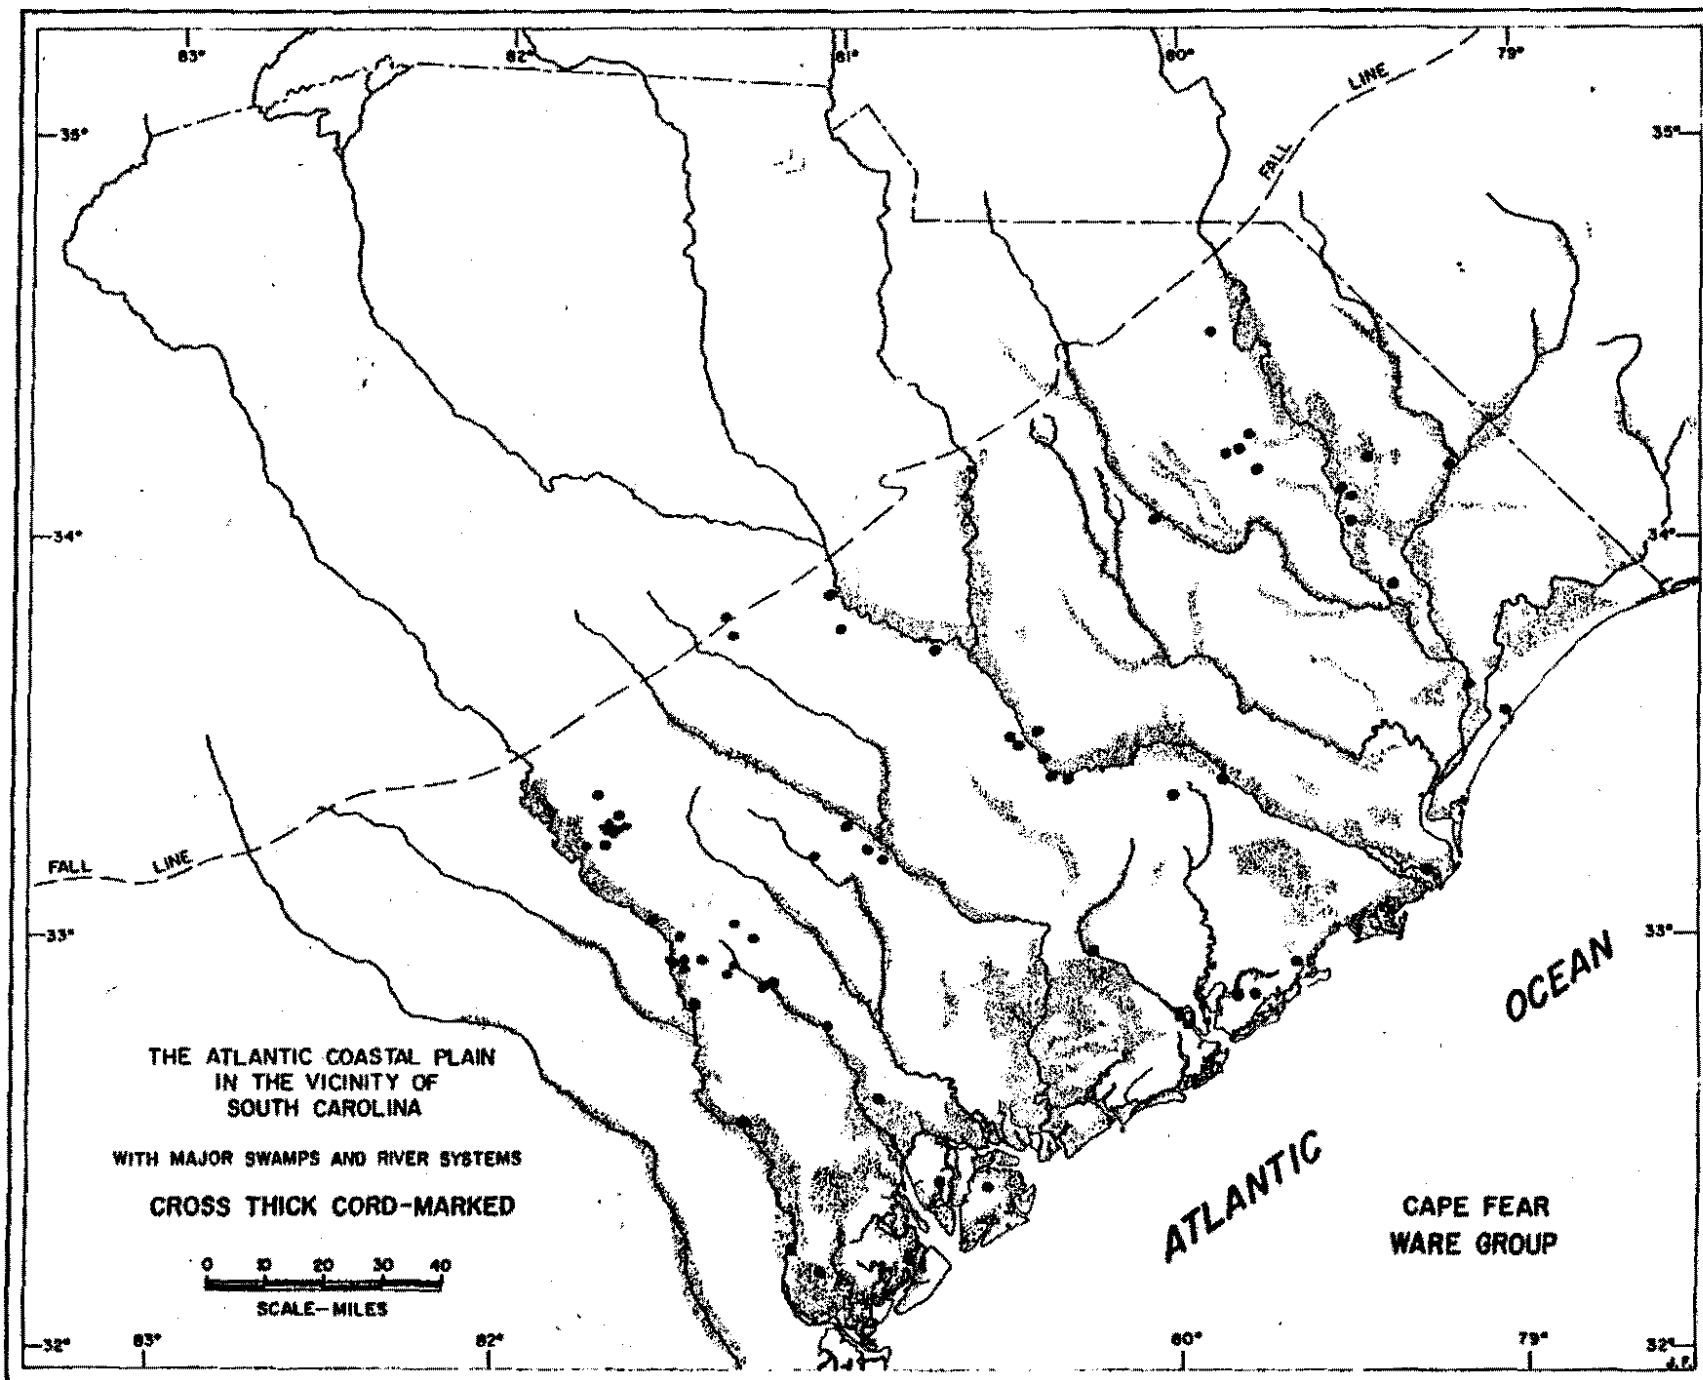 83° 82° 81° 80° 79°
LINE
35° 35°
FALL
34° 34°
FALL LINE
33° 33°
OCEAN
THE ATLANTIC COASTAL PLAIN
IN THE VICINITY OF
SOUTH CAROLINA
WITH MAJOR SWAMPS AND RIVER SYSTEMS
CROSS THICK CORD-MARKED
ATLANTIC
CAPE FEAR
WARE GROUP
0 10 20 30 40
SCALE-MILES
32° 83° 82° 80° 79° 32°
J.F.